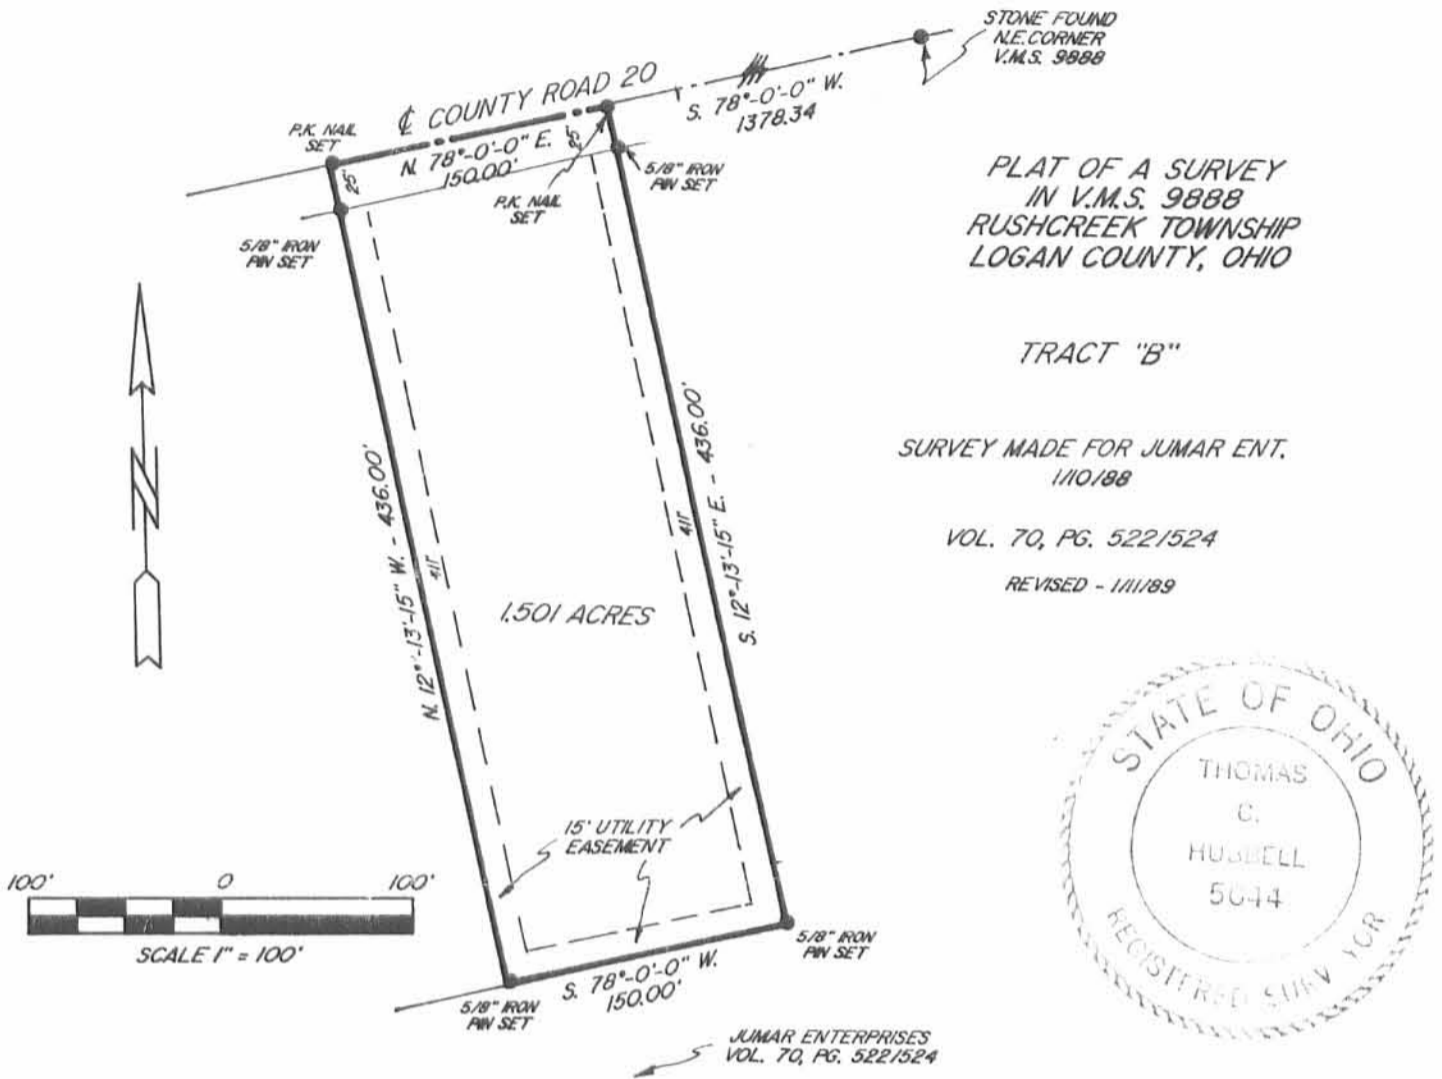 STONE FOUND
N.E. CORNER
V.M.S. 9888
℄ COUNTY ROAD 20
S. 78°-0'-0" W.
1378.34
P.K. NAIL
SET
N. 78°-0'-0" E.
150.00'
25'
25'
P.K. NAIL
SET
5/8" IRON
PIN SET
5/8" IRON
PIN SET
PLAT OF A SURVEY
IN V.M.S. 9888
RUSHCREEK TOWNSHIP
LOGAN COUNTY, OHIO
TRACT "B"
SURVEY MADE FOR JUMAR ENT.
1/10/88
VOL. 70, PG. 522/524
REVISED - 1/11/89
N
N. 12°-13'-15" W. - 436.00'
411'
1.501 ACRES
411'
S. 12°-13'-15" E. - 436.00'
15' UTILITY
EASEMENT
100' 0 100'
SCALE 1" = 100'
5/8" IRON
PIN SET
S. 78°-0'-0" W.
150.00'
5/8" IRON
PIN SET
JUMAR ENTERPRISES
VOL. 70, PG. 522/524
STATE OF OHIO
THOMAS
C.
HUBBELL
5044
REGISTERED SURVEYOR